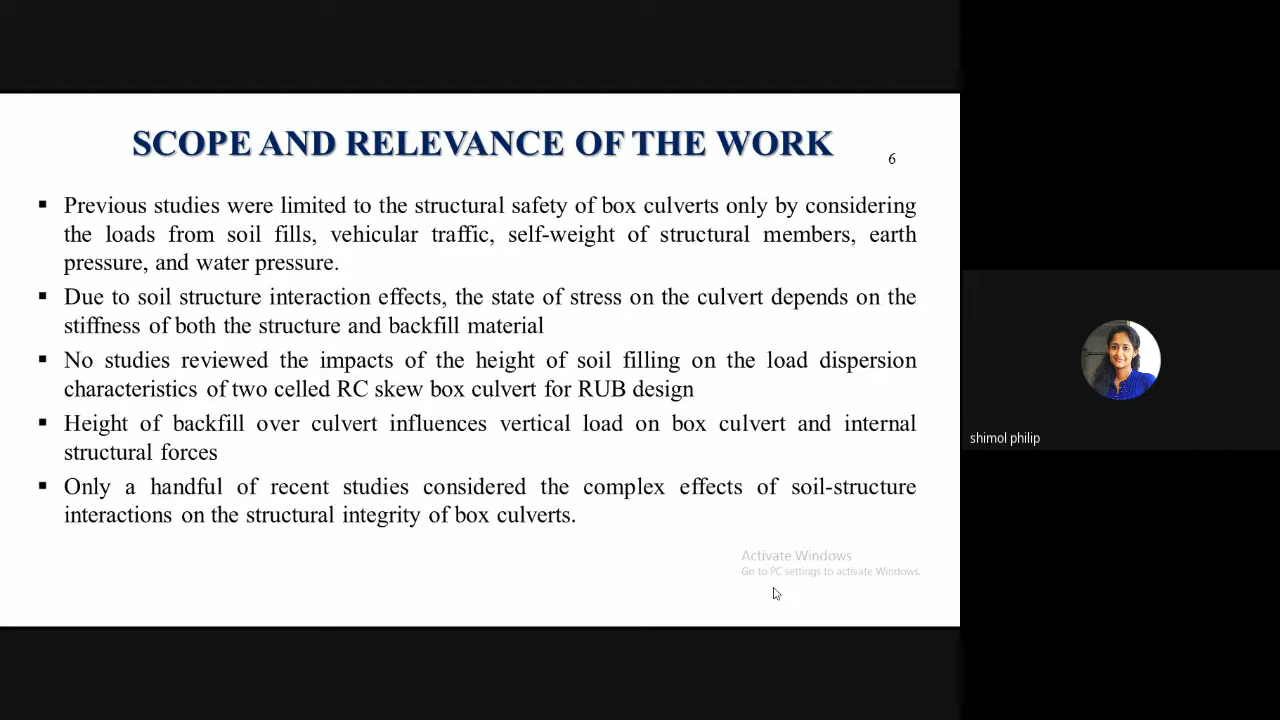 SCOPE AND RELEVANCE OF THE WORK
6
▪ Previous studies were limited to the structural safety of box culverts only by considering
the loads from soil fills, vehicular traffic, self-weight of structural members, earth
pressure, and water pressure.
▪ Due to soil structure interaction effects, the state of stress on the culvert depends on the
stiffness of both the structure and backfill material
▪ No studies reviewed the impacts of the height of soil filling on the load dispersion
characteristics of two celled RC skew box culvert for RUB design
▪ Height of backfill over culvert influences vertical load on box culvert and internal
structural forces
▪ Only a handful of recent studies considered the complex effects of soil-structure
interactions on the structural integrity of box culverts.
Activate Windows
Go to PC settings to activate Windows.
shimol philip